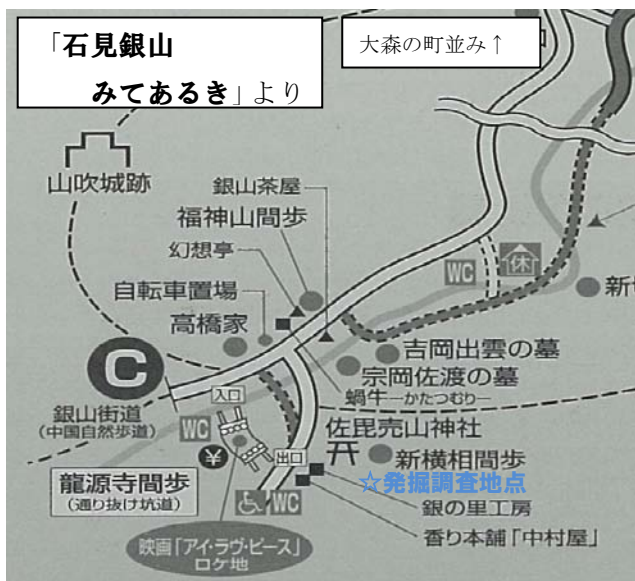 「石見銀山
みてあるき」より
大森の町並み↑
山吹城跡
銀山茶屋
福神山間歩
幻想亭
自転車置場
高橋家
WC
休
新
C
吉岡出雲の墓
宗岡佐渡の墓
蝸牛―かたつむり―
銀山街道
(中国自然歩道)
入口
WC
¥
出口
佐毘売山神社
新横相間歩
☆発掘調査地点
龍源寺間歩
(通り抜け坑道)
WC
銀の里工房
香り本舗「中村屋」
映画「アイ・ラヴ・ピース」
ロケ地